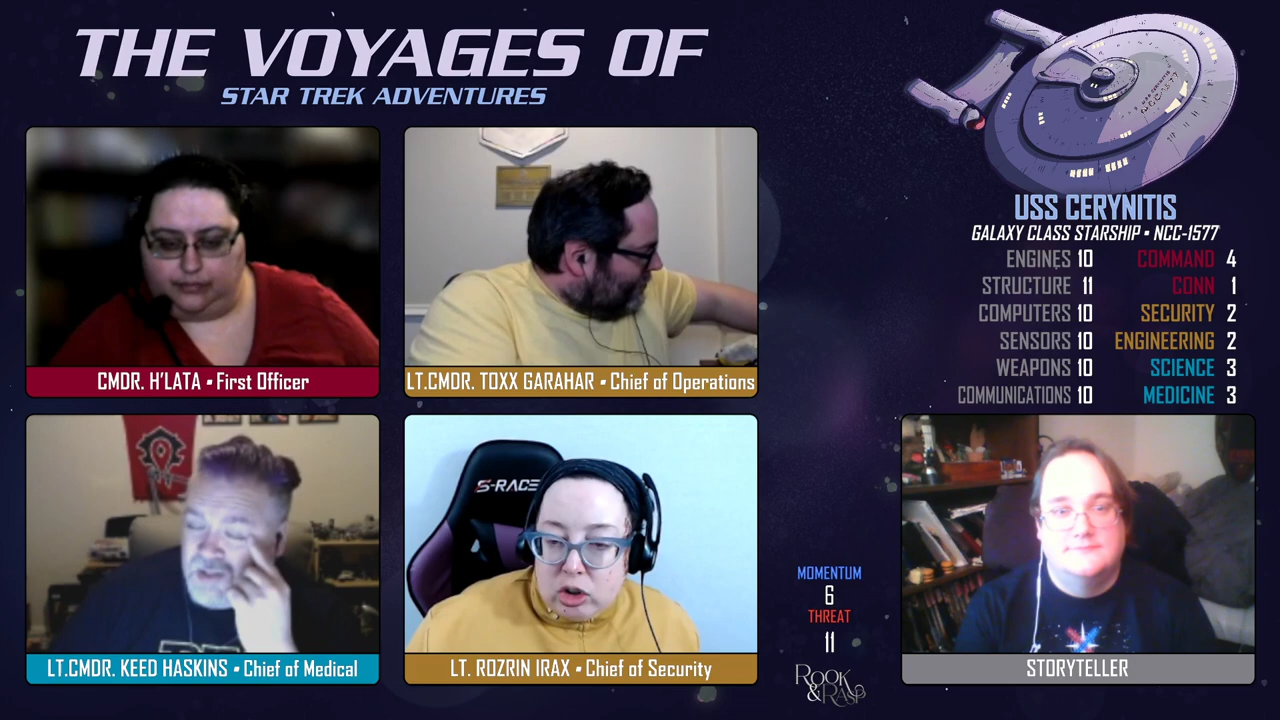 THE VOYAGES OF
STAR TREK ADVENTURES
NCC-1577
USS CERYNITIS
GALAXY CLASS STARSHIP • NCC-1577
ENGINES 10 COMMAND 4
STRUCTURE 11 CONN 1
COMPUTERS 10 SECURITY 2
SENSORS 10 ENGINEERING 2
WEAPONS 10 SCIENCE 3
COMMUNICATIONS 10 MEDICINE 3
CMDR. H'LATA • First Officer
LT.CMDR. TOXX GARAHAR • Chief of Operations
S-RACE
LT.CMDR. KEED HASKINS • Chief of Medical
LT. ROZRIN IRAX • Chief of Security
MOMENTUM
6
THREAT
11
ROOK
& RASP
STORYTELLER